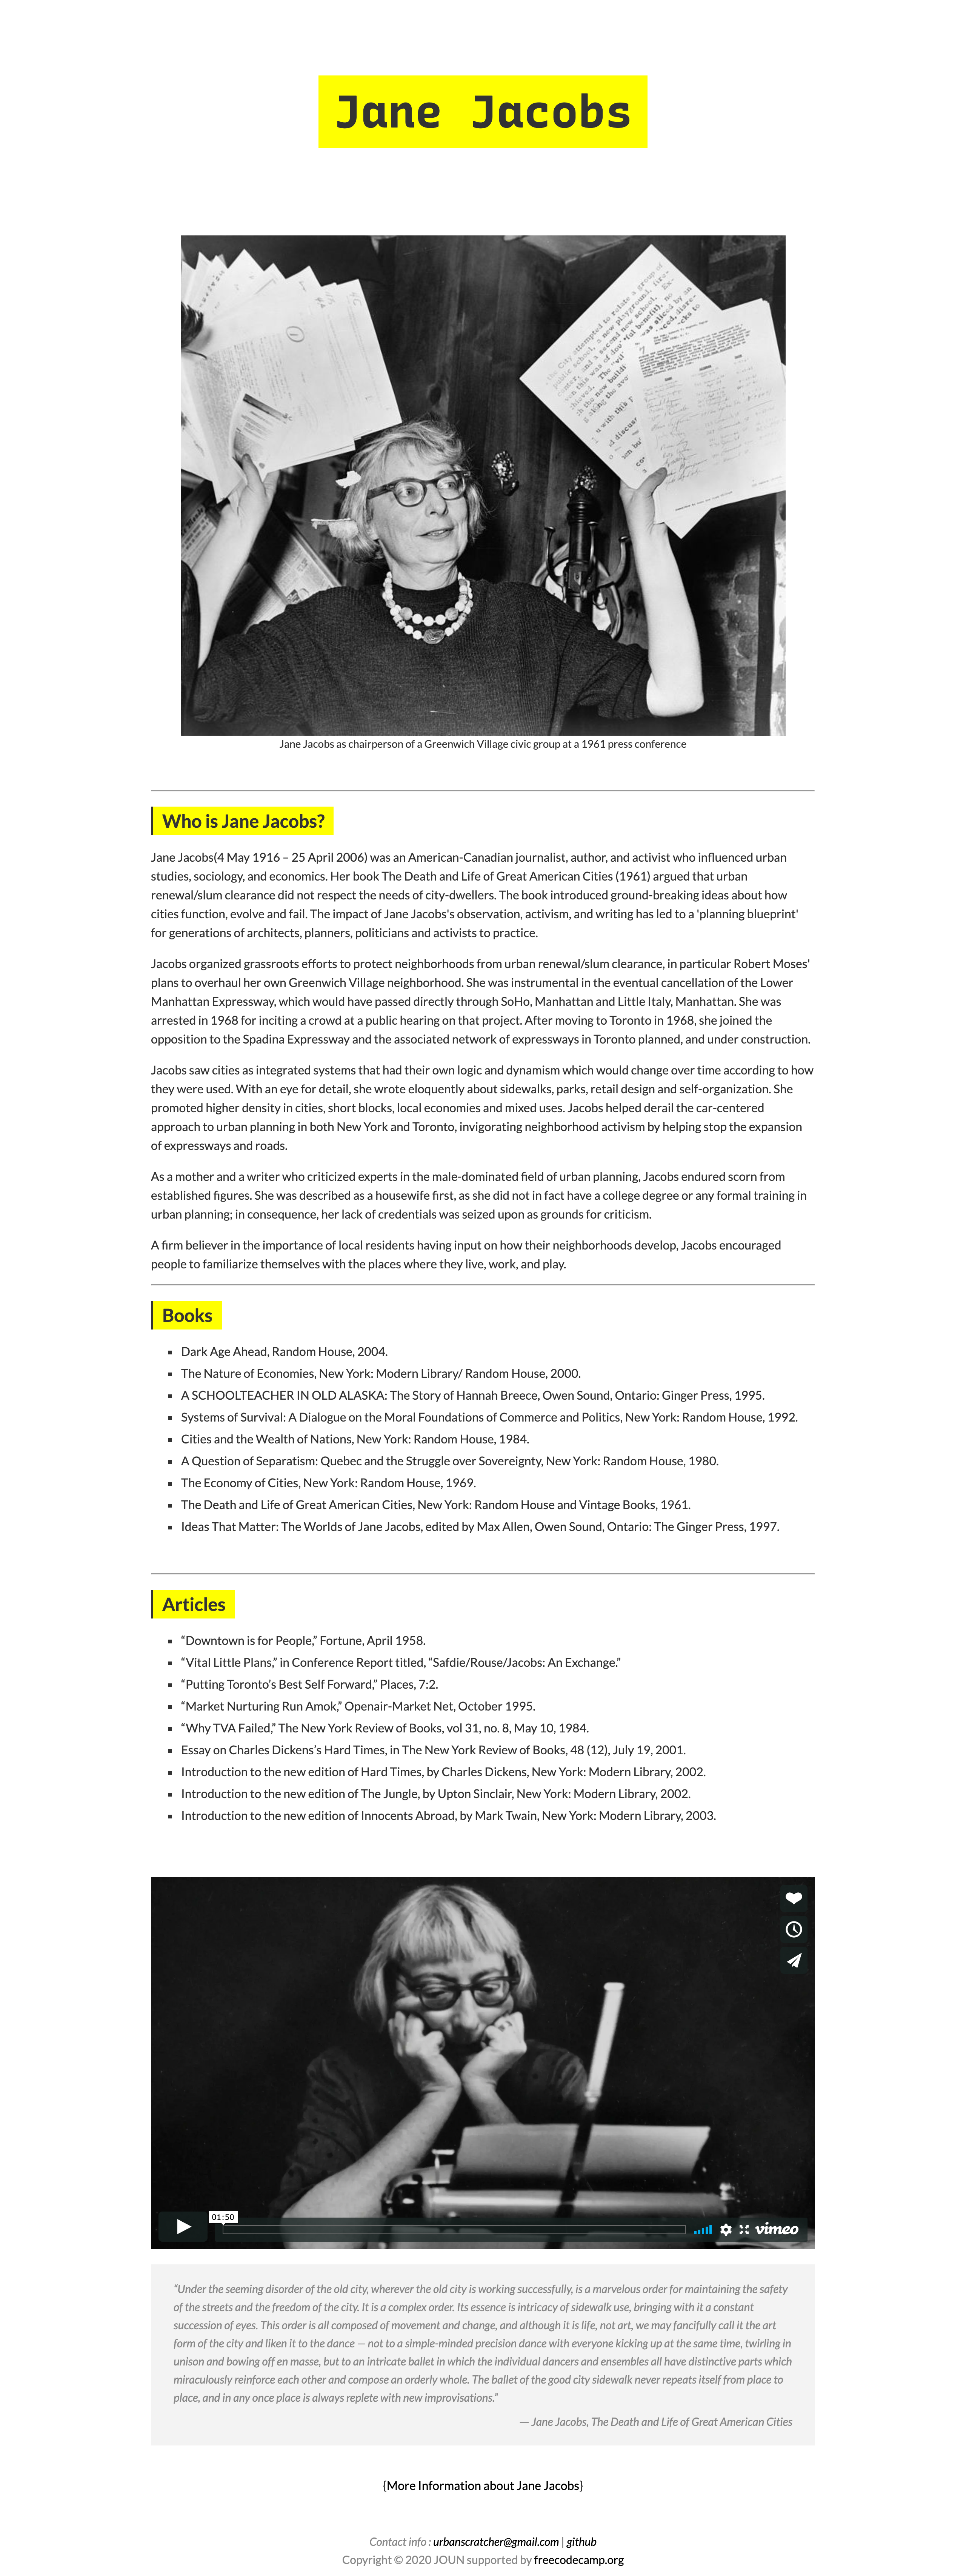 Jane Jacobs
Jane Jacobs as chairperson of a Greenwich Village civic group at a 1961 press conference
Who is Jane Jacobs?
Jane Jacobs(4 May 1916 – 25 April 2006) was an American-Canadian journalist, author, and activist who influenced urban
studies, sociology, and economics. Her book The Death and Life of Great American Cities (1961) argued that urban
renewal/slum clearance did not respect the needs of city-dwellers. The book introduced ground-breaking ideas about how
cities function, evolve and fail. The impact of Jane Jacobs's observation, activism, and writing has led to a 'planning blueprint'
for generations of architects, planners, politicians and activists to practice.
Jacobs organized grassroots efforts to protect neighborhoods from urban renewal/slum clearance, in particular Robert Moses'
plans to overhaul her own Greenwich Village neighborhood. She was instrumental in the eventual cancellation of the Lower
Manhattan Expressway, which would have passed directly through SoHo, Manhattan and Little Italy, Manhattan. She was
arrested in 1968 for inciting a crowd at a public hearing on that project. After moving to Toronto in 1968, she joined the
opposition to the Spadina Expressway and the associated network of expressways in Toronto planned, and under construction.
Jacobs saw cities as integrated systems that had their own logic and dynamism which would change over time according to how
they were used. With an eye for detail, she wrote eloquently about sidewalks, parks, retail design and self-organization. She
promoted higher density in cities, short blocks, local economies and mixed uses. Jacobs helped derail the car-centered
approach to urban planning in both New York and Toronto, invigorating neighborhood activism by helping stop the expansion
of expressways and roads.
As a mother and a writer who criticized experts in the male-dominated field of urban planning, Jacobs endured scorn from
established figures. She was described as a housewife first, as she did not in fact have a college degree or any formal training in
urban planning; in consequence, her lack of credentials was seized upon as grounds for criticism.
A firm believer in the importance of local residents having input on how their neighborhoods develop, Jacobs encouraged
people to familiarize themselves with the places where they live, work, and play.
Books
▪ Dark Age Ahead, Random House, 2004.
▪ The Nature of Economies, New York: Modern Library/ Random House, 2000.
▪ A SCHOOLTEACHER IN OLD ALASKA: The Story of Hannah Breece, Owen Sound, Ontario: Ginger Press, 1995.
▪ Systems of Survival: A Dialogue on the Moral Foundations of Commerce and Politics, New York: Random House, 1992.
▪ Cities and the Wealth of Nations, New York: Random House, 1984.
▪ A Question of Separatism: Quebec and the Struggle over Sovereignty, New York: Random House, 1980.
▪ The Economy of Cities, New York: Random House, 1969.
▪ The Death and Life of Great American Cities, New York: Random House and Vintage Books, 1961.
▪ Ideas That Matter: The Worlds of Jane Jacobs, edited by Max Allen, Owen Sound, Ontario: The Ginger Press, 1997.
Articles
▪ “Downtown is for People,” Fortune, April 1958.
▪ “Vital Little Plans,” in Conference Report titled, “Safdie/Rouse/Jacobs: An Exchange.”
▪ “Putting Toronto’s Best Self Forward,” Places, 7:2.
▪ “Market Nurturing Run Amok,” Openair-Market Net, October 1995.
▪ “Why TVA Failed,” The New York Review of Books, vol 31, no. 8, May 10, 1984.
▪ Essay on Charles Dickens’s Hard Times, in The New York Review of Books, 48 (12), July 19, 2001.
▪ Introduction to the new edition of Hard Times, by Charles Dickens, New York: Modern Library, 2002.
▪ Introduction to the new edition of The Jungle, by Upton Sinclair, New York: Modern Library, 2002.
▪ Introduction to the new edition of Innocents Abroad, by Mark Twain, New York: Modern Library, 2003.
01:50
vimeo
“Under the seeming disorder of the old city, wherever the old city is working successfully, is a marvelous order for maintaining the safety
of the streets and the freedom of the city. It is a complex order. Its essence is intricacy of sidewalk use, bringing with it a constant
succession of eyes. This order is all composed of movement and change, and although it is life, not art, we may fancifully call it the art
form of the city and liken it to the dance — not to a simple-minded precision dance with everyone kicking up at the same time, twirling in
unison and bowing off en masse, but to an intricate ballet in which the individual dancers and ensembles all have distinctive parts which
miraculously reinforce each other and compose an orderly whole. The ballet of the good city sidewalk never repeats itself from place to
place, and in any once place is always replete with new improvisations.”
— Jane Jacobs, The Death and Life of Great American Cities
{More Information about Jane Jacobs}
Contact info : urbanscratcher@gmail.com | github
Copyright © 2020 JOUN supported by freecodecamp.org